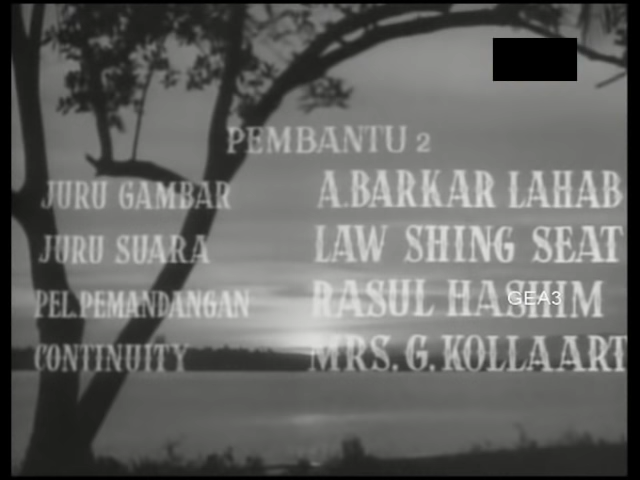 PEMBANTU 2
JURU GAMBAR A.BARKAR LAHAB
JURU SUARA LAW SHING SEAT
PEL.PEMANDANGAN RASUL HASHIM
GEA3
CONTINUITY MRS. G. KOLLAART